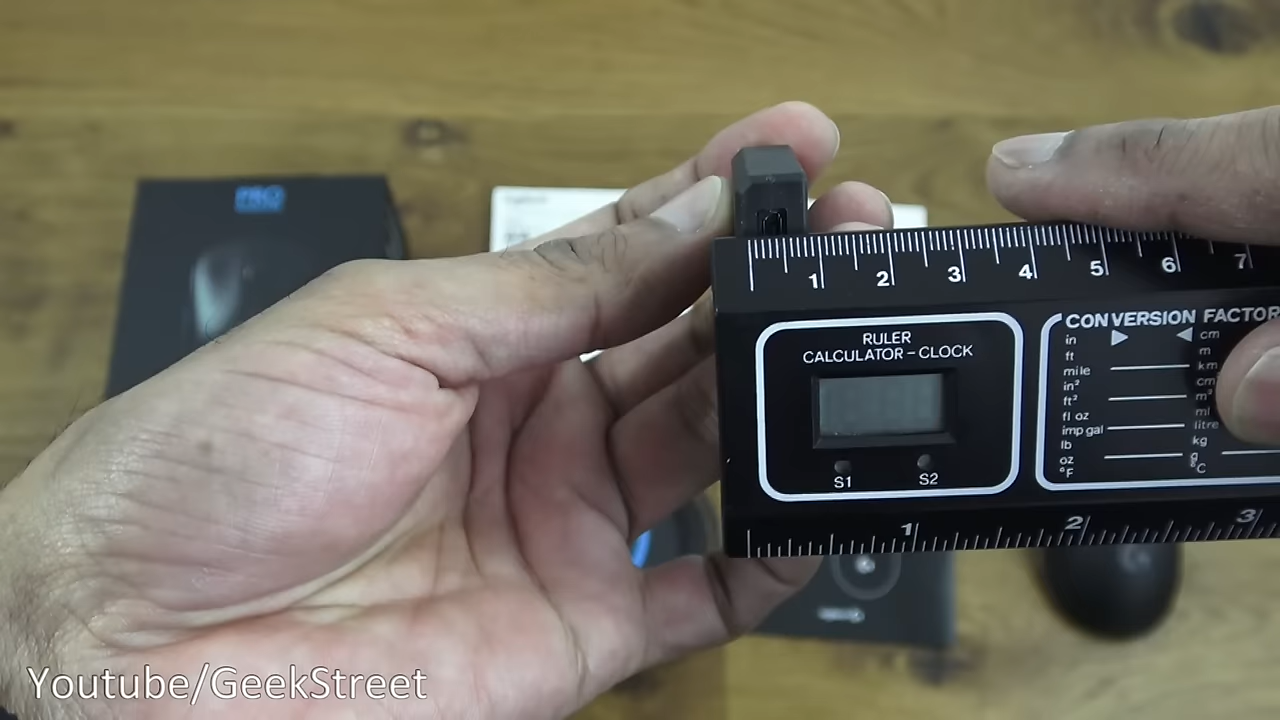 PRO
1 2 3 4 5 6 7
RULER
CALCULATOR-CLOCK
S1 S2
CONVERSION FACTOR
in cm
ft m
mile km
in² cm
ft² m²
fl oz ml
imp gal litre
lb kg
oz g
°F °C
1 2 3
Youtube/GeekStreet